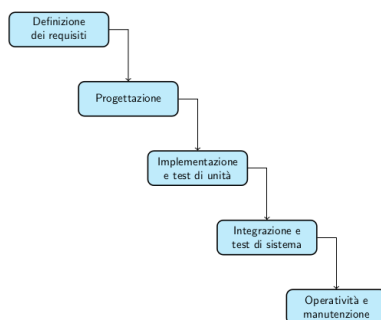 Definizione
dei requisiti
Progettazione
Implementazione
e test di unità
Integrazione e
test di sistema
Operatività e
manutenzione